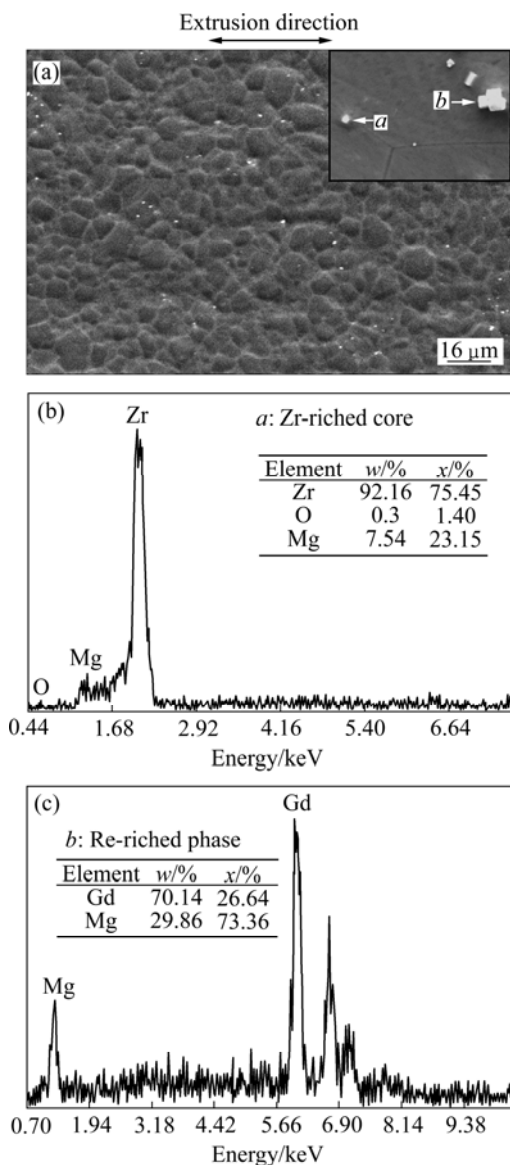 Extrusion direction
(a)
b
a
16 μm
(b)
Zr
a: Zr-riched core
Element w/% x/%
Zr 92.16 75.45
O 0.3 1.40
Mg 7.54 23.15
Mg
O
0.44 1.68 2.92 4.16 5.40 6.64
Energy/keV
(c)
Gd
b: Re-riched phase
Element w/% x/%
Gd 70.14 26.64
Mg 29.86 73.36
Mg
0.70 1.94 3.18 4.42 5.66 6.90 8.14 9.38
Energy/keV